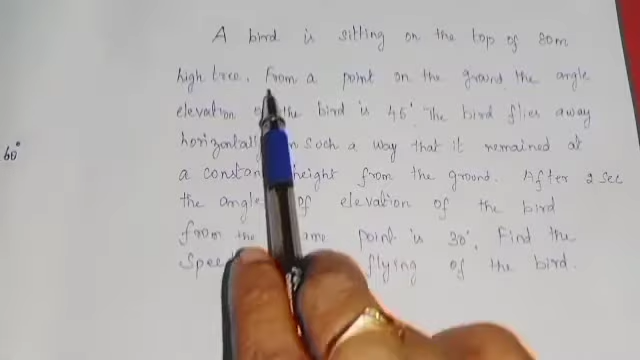 A bird is sitting on the top of 80m
high tree. From a point on the ground the angle
elevation the bird is 45°. The bird flies away
horizontally in such a way that it remained at
a constant height from the ground. After 2 sec
the angle of elevation of the bird
from the point is 30°. Find the
flying of the bird.
60°